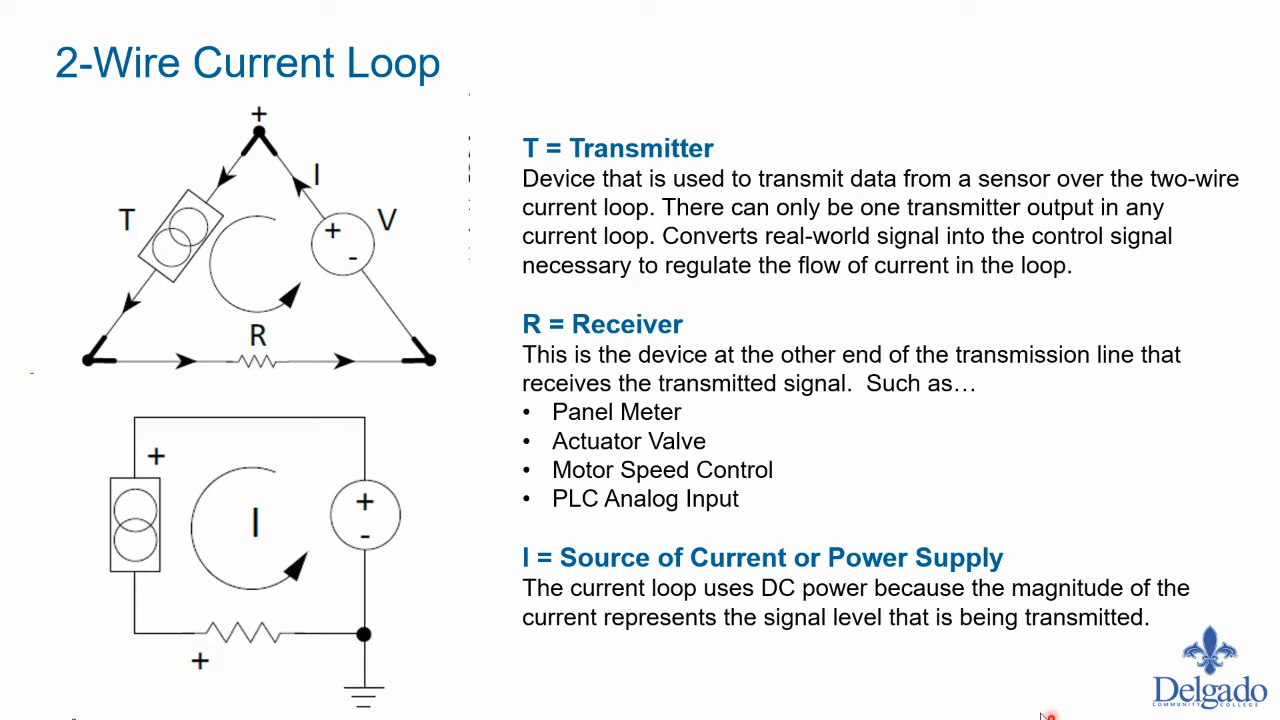 2-Wire Current Loop
+
I
T
V
+
-
R
+
+
I
-
+
T = Transmitter
Device that is used to transmit data from a sensor over the two-wire
current loop. There can only be one transmitter output in any
current loop. Converts real-world signal into the control signal
necessary to regulate the flow of current in the loop.
R = Receiver
This is the device at the other end of the transmission line that
receives the transmitted signal.  Such as…
• Panel Meter
• Actuator Valve
• Motor Speed Control
• PLC Analog Input
I = Source of Current or Power Supply
The current loop uses DC power because the magnitude of the
current represents the signal level that is being transmitted.
Delgado
COMMUNITY COLLEGE